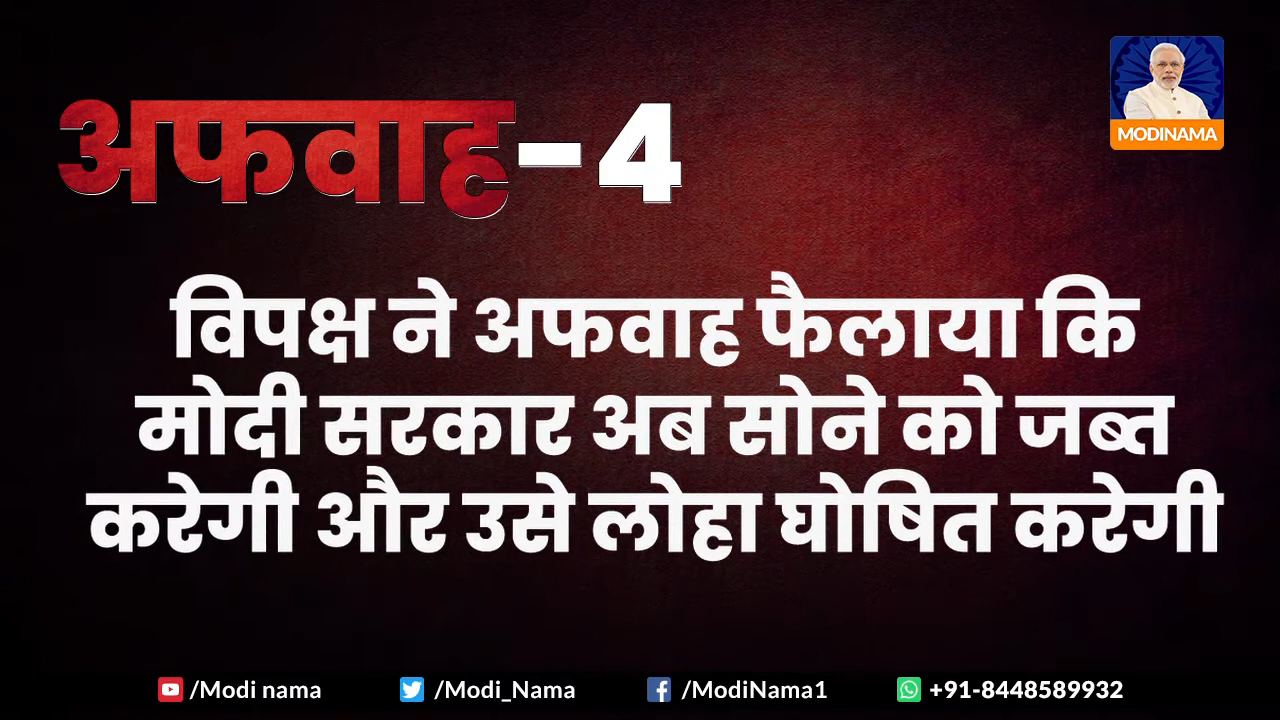 MODINAMA
अफवाह-4
विपक्ष ने अफवाह फैलाया कि
मोदी सरकार अब सोने को जब्त
करेगी और उसे लोहा घोषित करेगी
/Modi nama /Modi_Nama /ModiNama1 +91-8448589932